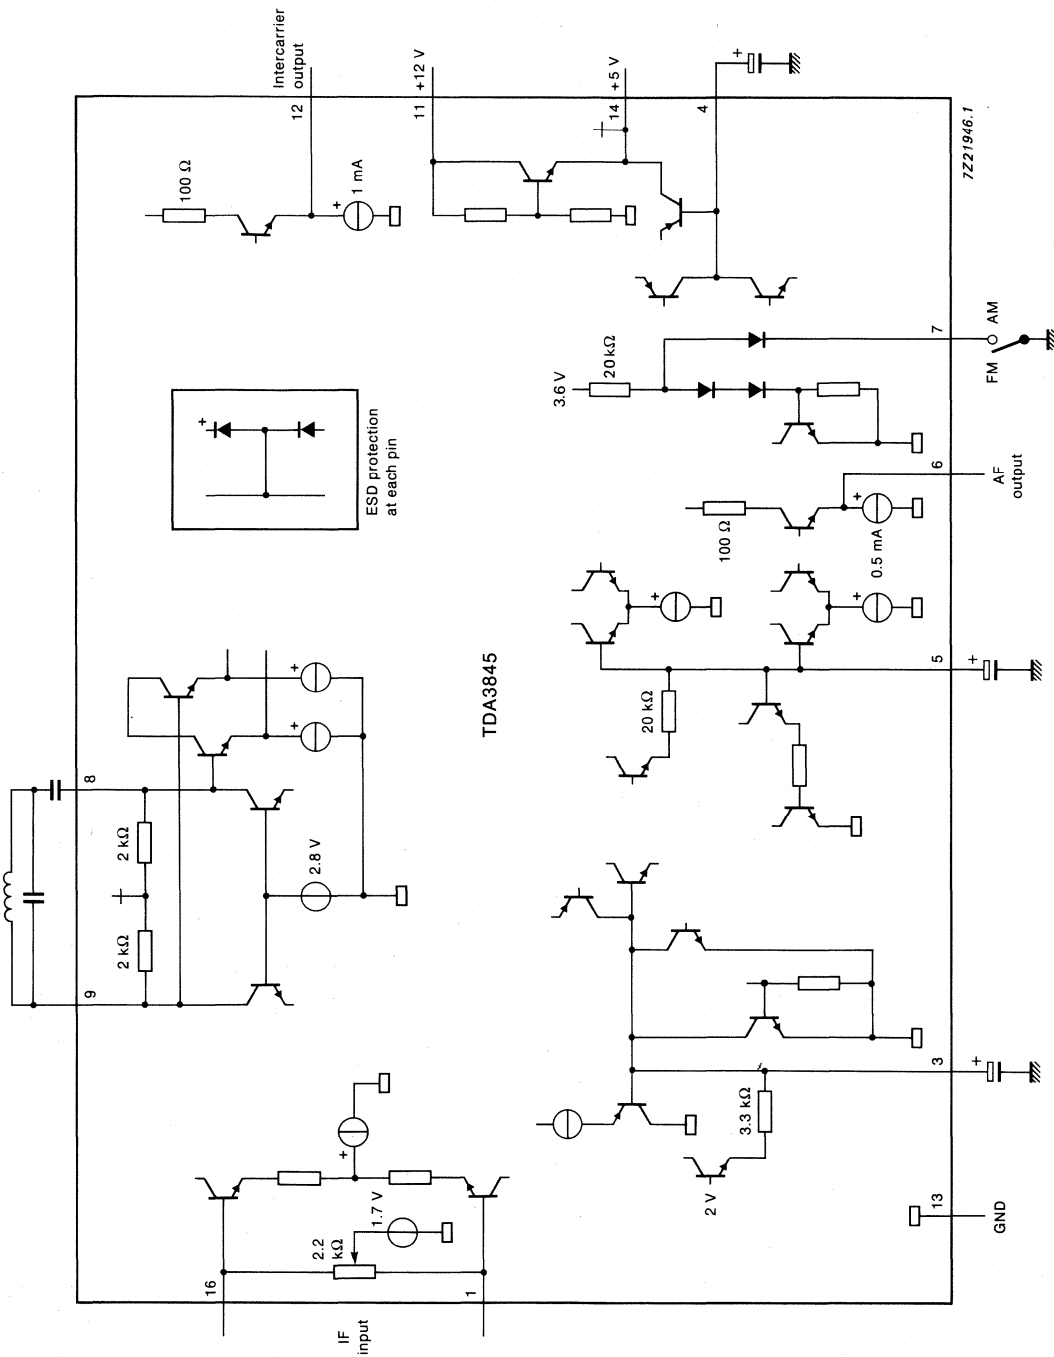 Intercarrier
output
12
100 Ω
+
1 mA
11
+12 V
14
+5 V
4
+
7Z21946.1
7
AM
FM
3.6 V
20 kΩ
+
ESD protection
at each pin
6
AF
output
100 Ω
+
0.5 mA
+
+
5
+
20 kΩ
TDA3845
+
+
8
2 kΩ
2 kΩ
2.8 V
9
3
+
3.3 kΩ
2 V
13
GND
+
1.7 V
2.2
kΩ
16
1
IF
input